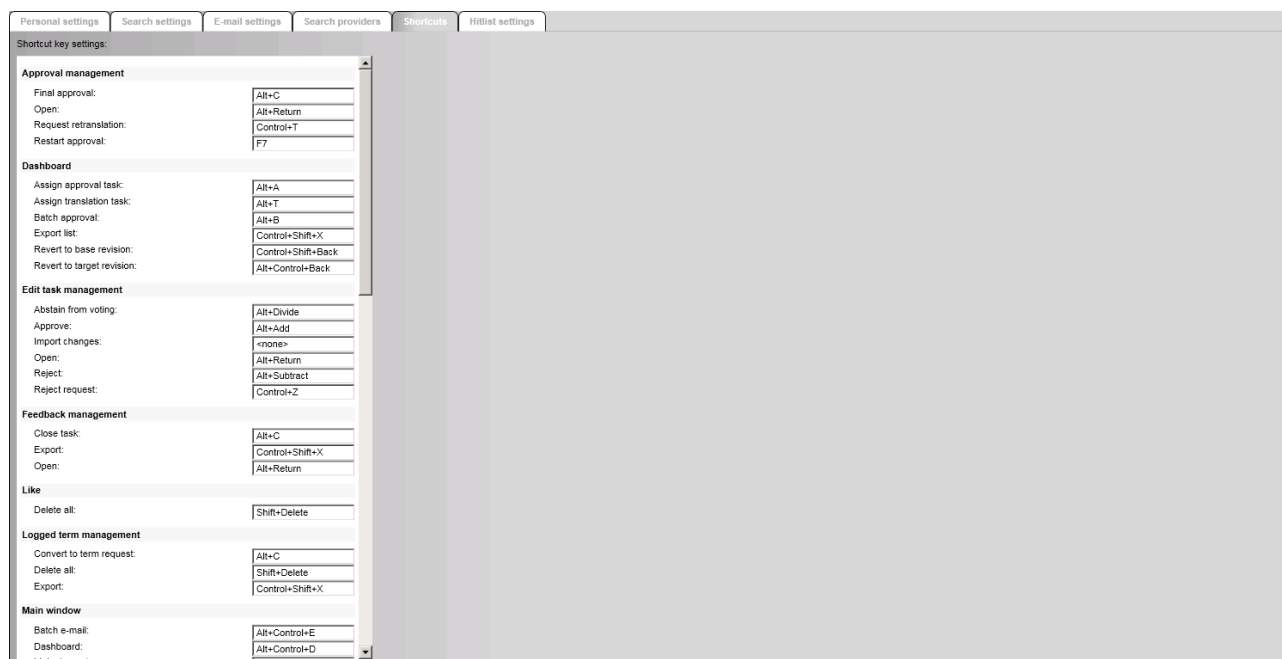 Personal settings Search settings E-mail settings Search providers Shortcuts Hitlist settings
Shortcut key settings:
Approval management
Final approval: Alt+C
Open: Alt+Return
Request retranslation: Control+T
Restart approval: F7
Dashboard
Assign approval task: Alt+A
Assign translation task: Alt+T
Batch approval: Alt+B
Export list: Control+Shift+X
Revert to base revision: Control+Shift+Back
Revert to target revision: Alt+Control+Back
Edit task management
Abstain from voting: Alt+Divide
Approve: Alt+Add
Import changes: <none>
Open: Alt+Return
Reject: Alt+Subtract
Reject request: Control+Z
Feedback management
Close task: Alt+C
Export: Control+Shift+X
Open: Alt+Return
Like
Delete all: Shift+Delete
Logged term management
Convert to term request: Alt+C
Delete all: Shift+Delete
Export: Control+Shift+X
Main window
Batch e-mail: Alt+Control+E
Dashboard: Alt+Control+D